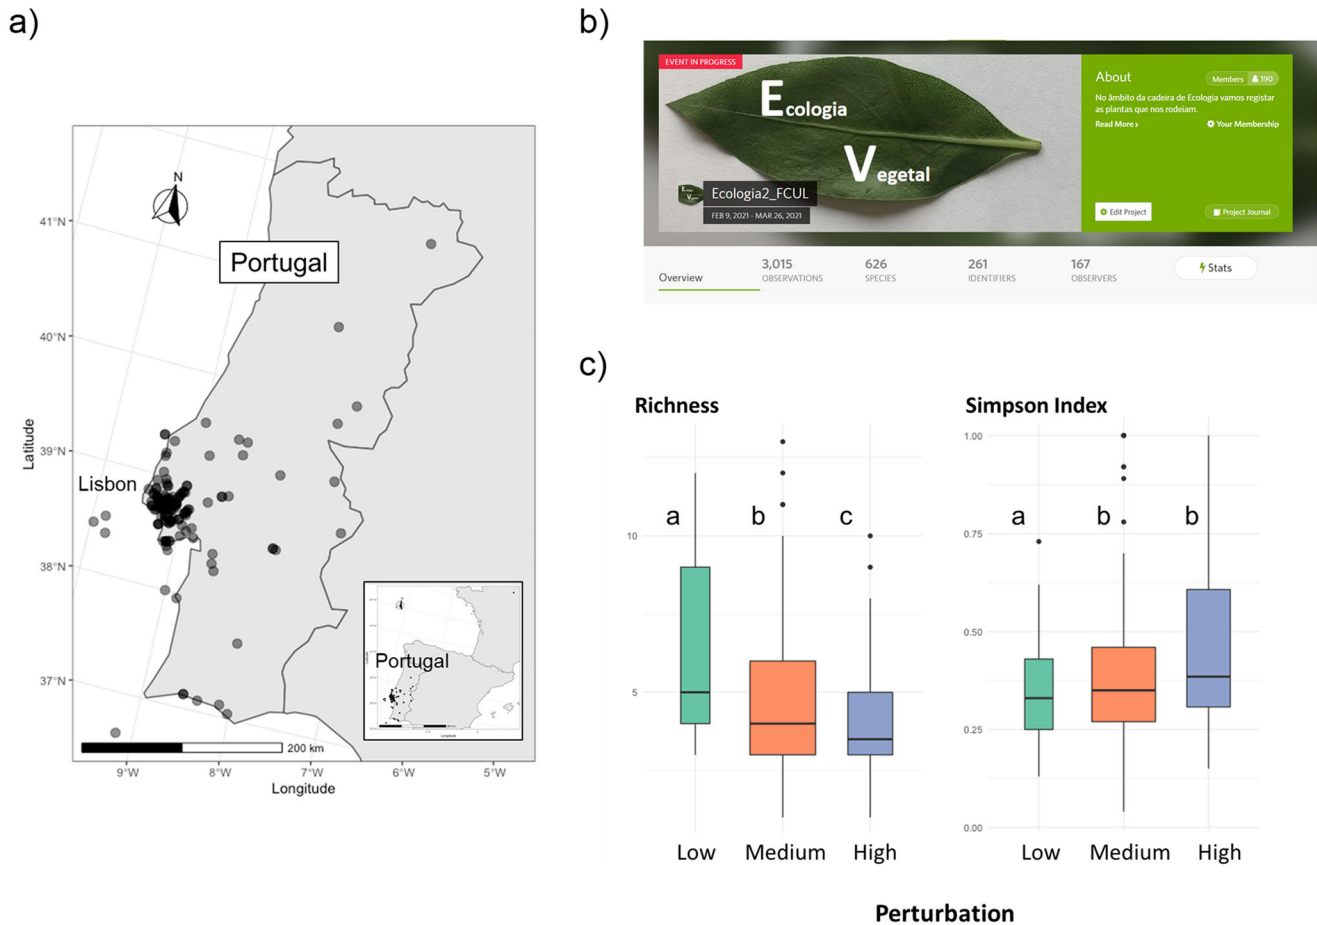 a)
N
Portugal
Lisbon
41°N
40°N
39°N
38°N
37°N
Latitude
9°W
8°W
7°W
6°W
5°W
Longitude
200 km
Portugal
Longitude
b)
EVENT IN PROGRESS
Ecologia
Vegetal
Ecologia2_FCUL
FEB 9, 2021 - MAR 26, 2021
About
Members 190
No âmbito da cadeira de Ecologia vamos registar
as plantas que nos rodeiam.
Read More ›
Your Membership
Edit Project
Project Journal
Overview
3,015
OBSERVATIONS
626
SPECIES
261
IDENTIFIERS
167
OBSERVERS
Stats
c)
Richness
10
5
a
b
c
Low
Medium
High
Simpson Index
1.00
0.75
0.50
0.25
0.00
a
b
b
Low
Medium
High
Perturbation